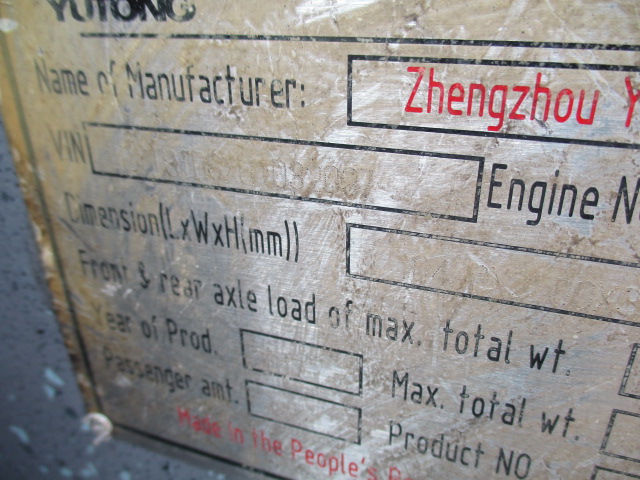 YUTONG
Name of Manufacturer: Zhengzhou
VIN Engine
Dimension(LxWxH(mm))
Front & rear axle load of max. total wt.
Year of Prod. Max. total wt.
Passenger amt. Product NO
Made in the People's